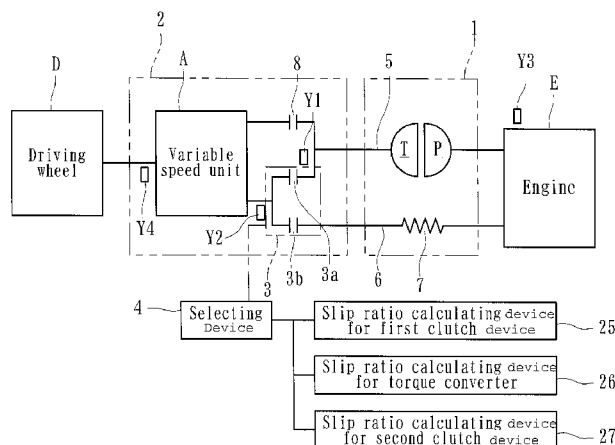 2
1
D
A
8
Y1
5
Y3
E
Driving wheel
Variable speed unit
T
P
Engine
Y4
Y2
3
3b
3a
6
7
4
Selecting Device
Slip ratio calculating device for first clutch device
25
Slip ratio calculating device for torque converter
26
Slip ratio calculating device for second clutch device
27